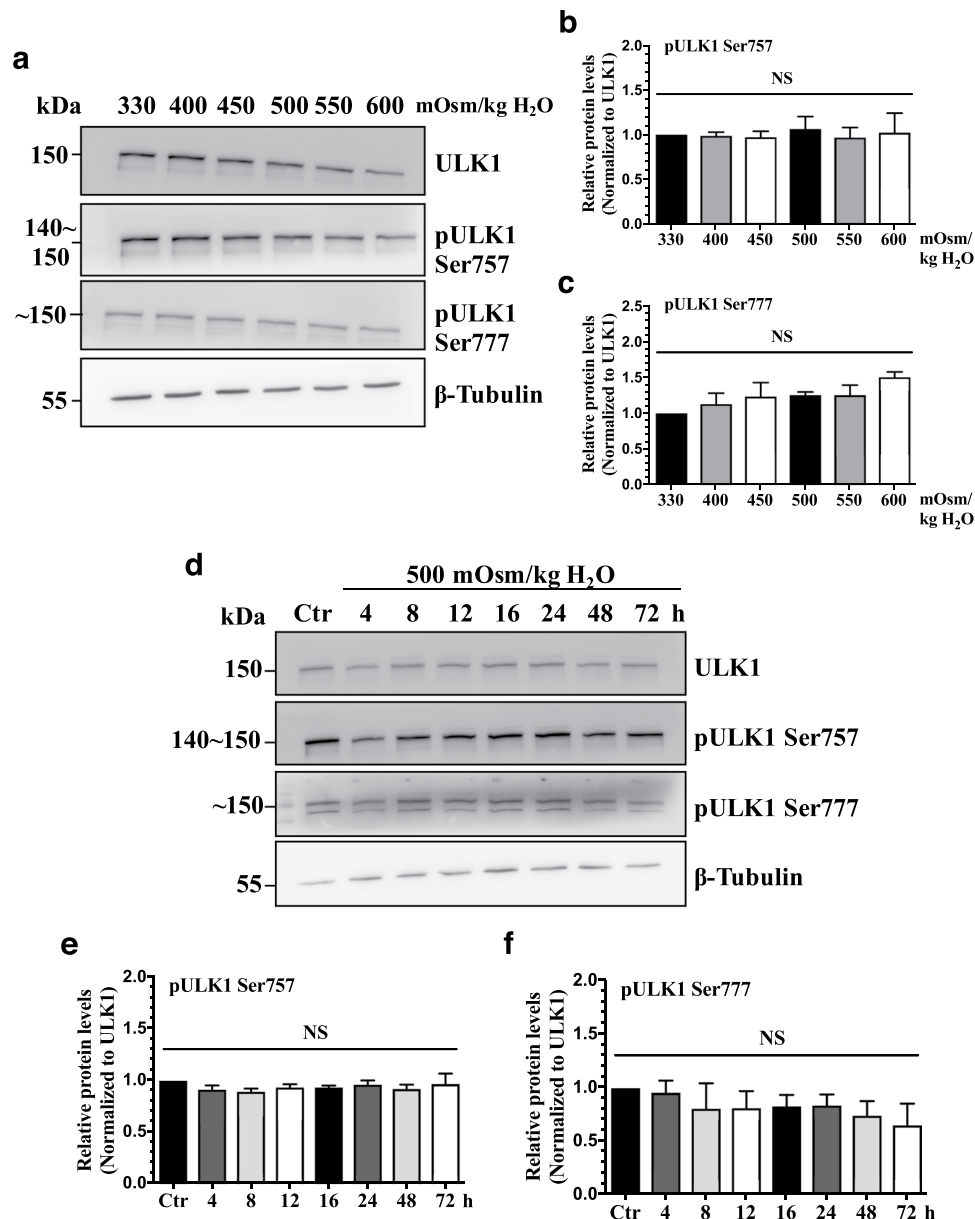 a
kDa 330 400 450 500 550 600 mOsm/kg H₂O
150 ULK1
140~
150
pULK1
Ser757
~150 pULK1
Ser777
55 β-Tubulin
b
pULK1 Ser757
NS
Relative protein levels
(Normalized to ULK1)
2.0
1.5
1.0
0.5
0.0
330 400 450 500 550 600 mOsm/
kg H₂O
c
pULK1 Ser777
NS
Relative protein levels
(Normalized to ULK1)
2.5
2.0
1.5
1.0
0.5
0.0
330 400 450 500 550 600 mOsm/
kg H₂O
d
500 mOsm/kg H₂O
kDa Ctr 4 8 12 16 24 48 72 h
150 ULK1
140~150 pULK1 Ser757
~150 pULK1 Ser777
55 β-Tubulin
e
pULK1 Ser757
NS
Relative protein levels
(Normalized to ULK1)
2.0
1.5
1.0
0.5
0.0
Ctr 4 8 12 16 24 48 72 h
f
pULK1 Ser777
NS
Relative protein levels
(Normalized to ULK1)
2.0
1.5
1.0
0.5
0.0
Ctr 4 8 12 16 24 48 72 h